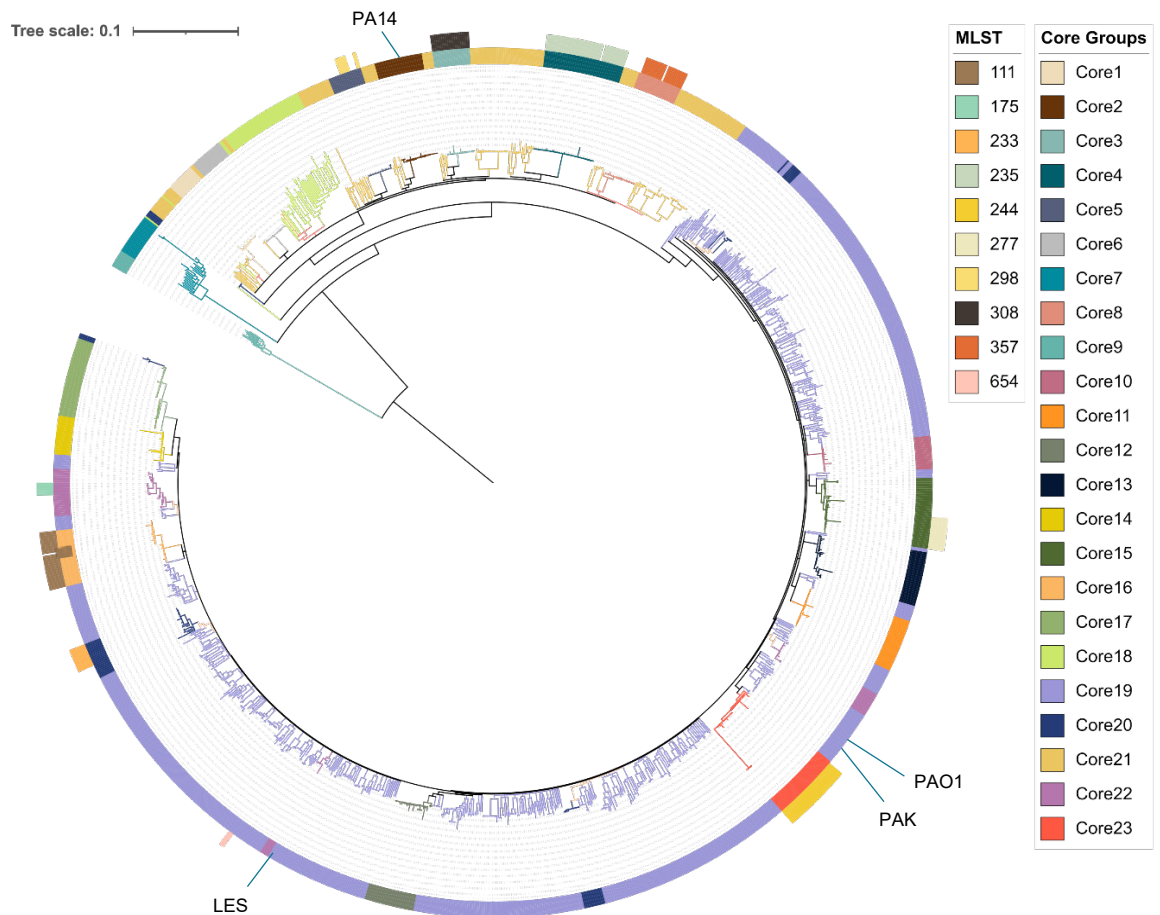 PA14
Tree scale: 0.1
MLST
111
175
233
235
244
277
298
308
357
654
Core Groups
Core1
Core2
Core3
Core4
Core5
Core6
Core7
Core8
Core9
Core10
Core11
Core12
Core13
Core14
Core15
Core16
Core17
Core18
Core19
Core20
Core21
Core22
Core23
PAO1
PAK
LES